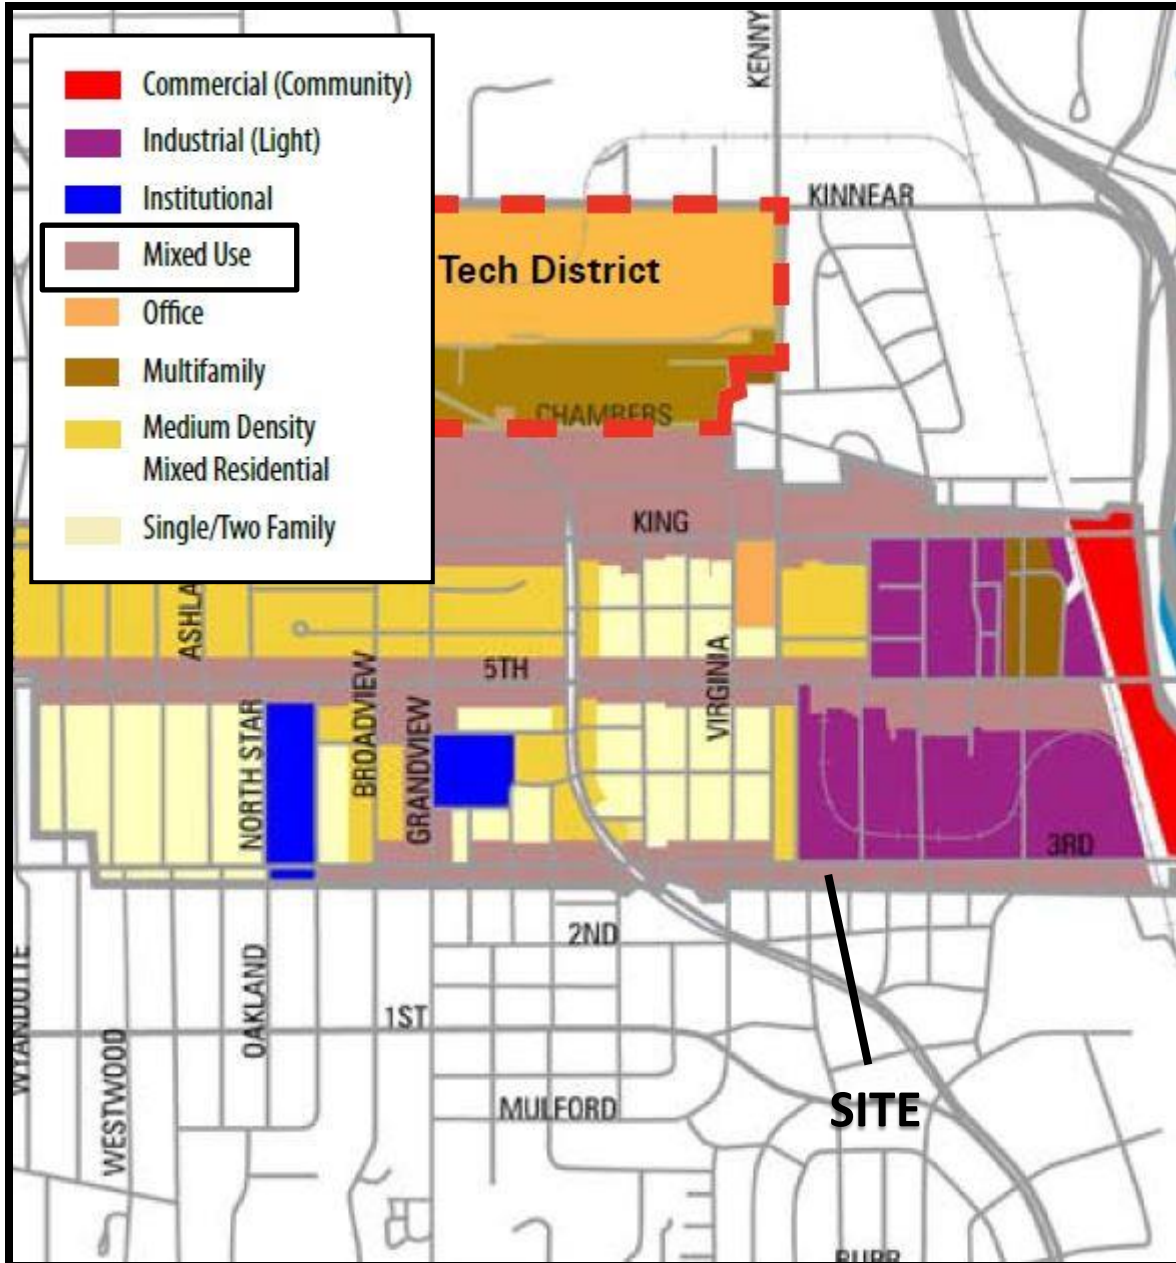 Commercial (Community)
Industrial (Light)
Institutional
Mixed Use
Office
Multifamily
Medium Density
Mixed Residential
Single/Two Family
KENNY
KINNEAR
Tech District
CHAMBERS
KING
ASHLA
5TH
VIRGINIA
BROADVIEW
GRANDVIEW
NORTH STAR
3RD
2ND
OAKLAND
WYANDOTTE
1ST
WESTWOOD
MULFORD
SITE